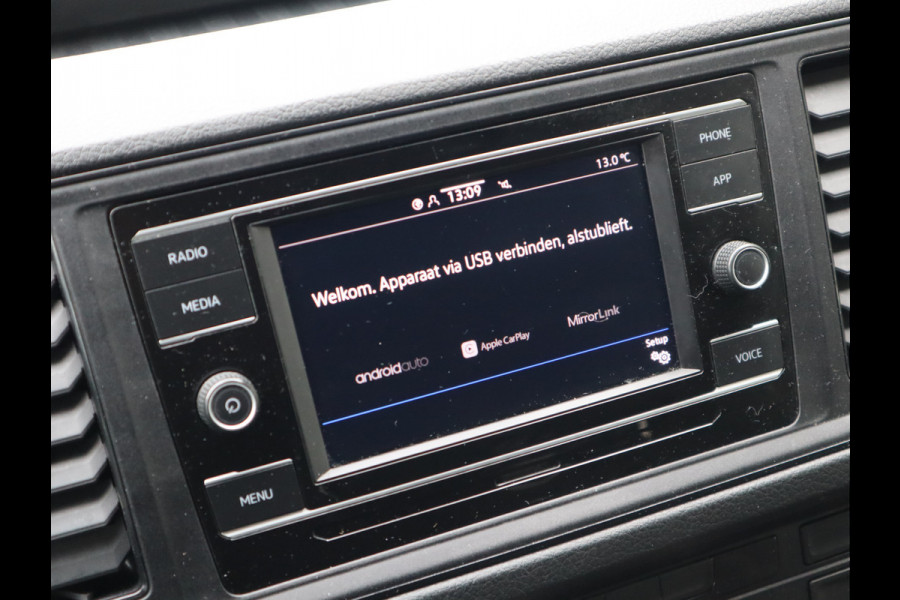 RADIO
MEDIA
MENU
13:09
13.0 °C
Welkom. Apparaat via USB verbinden, alstublieft.
androidauto
Apple CarPlay
MirrorLink
Setup
PHONE
APP
VOICE